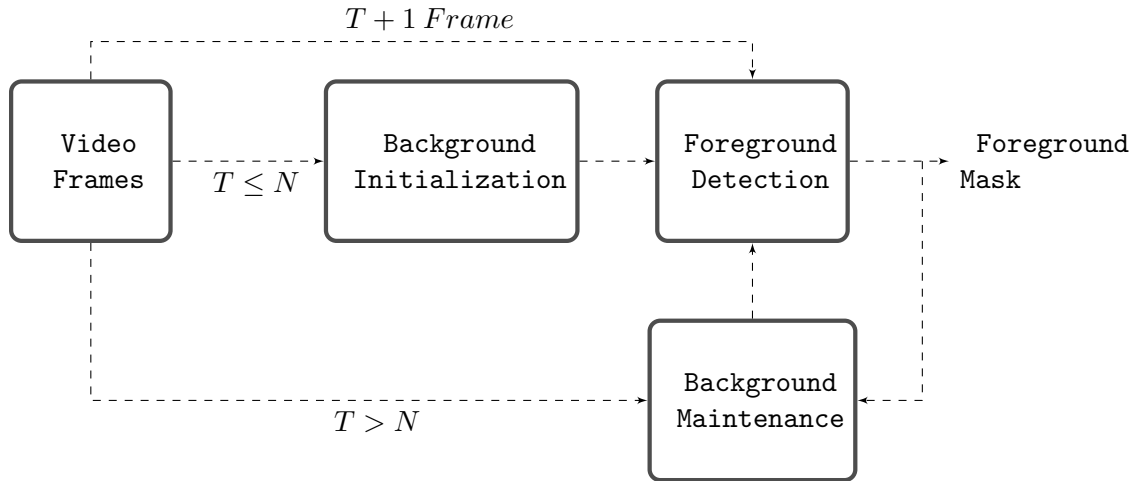 T + 1 Frame
Video
Frames
T ≤ N
Background
Initialization
Foreground
Detection
Foreground
Mask
T > N
Background
Maintenance